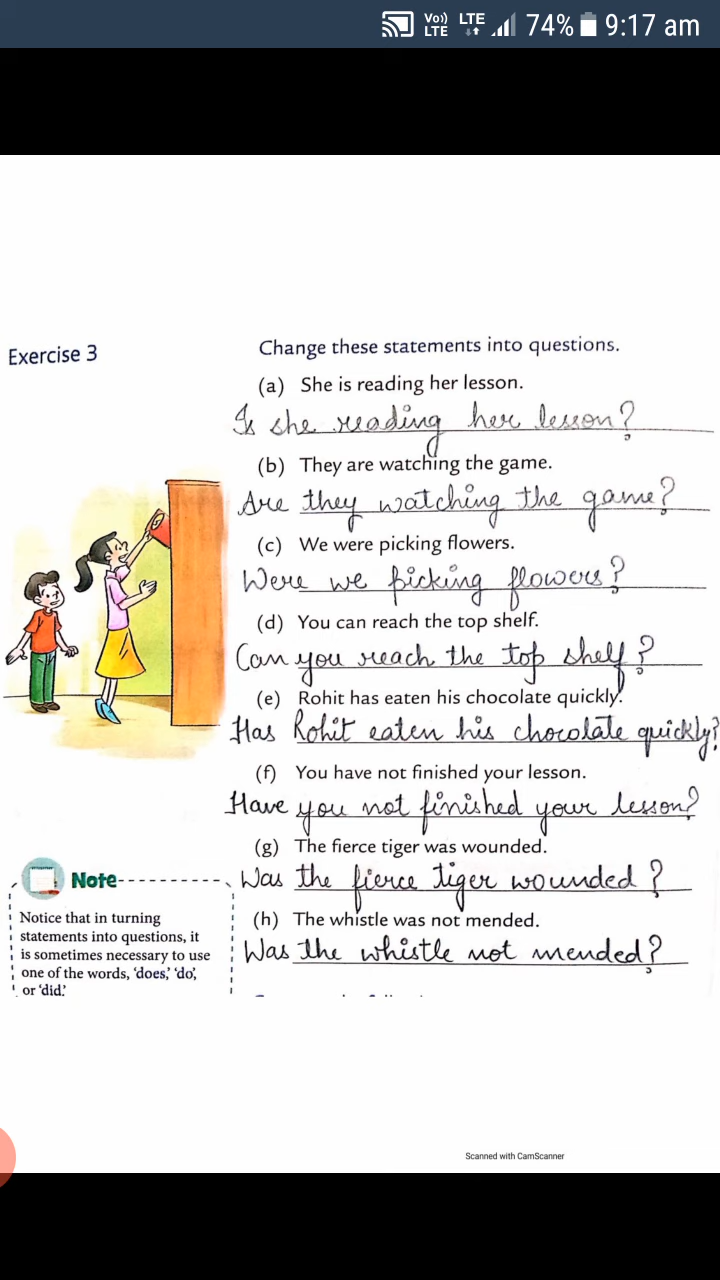 Vo)) LTE LTE 74% 9:17 am
Exercise 3
Change these statements into questions.
(a) She is reading her lesson.
Is she reading her lesson?
(b) They are watching the game.
Are they watching the game?
(c) We were picking flowers.
Were we picking flowers?
(d) You can reach the top shelf.
Can you reach the top shelf?
(e) Rohit has eaten his chocolate quickly.
Has Rohit eaten his chocolate quickly?
(f) You have not finished your lesson.
Have you not finished your lesson?
(g) The fierce tiger was wounded.
Was the fierce tiger wounded?
(h) The whistle was not mended.
Was the whistle not mended?
Note
Notice that in turning
statements into questions, it
is sometimes necessary to use
one of the words, 'does,' 'do',
or 'did.'
Scanned with CamScanner